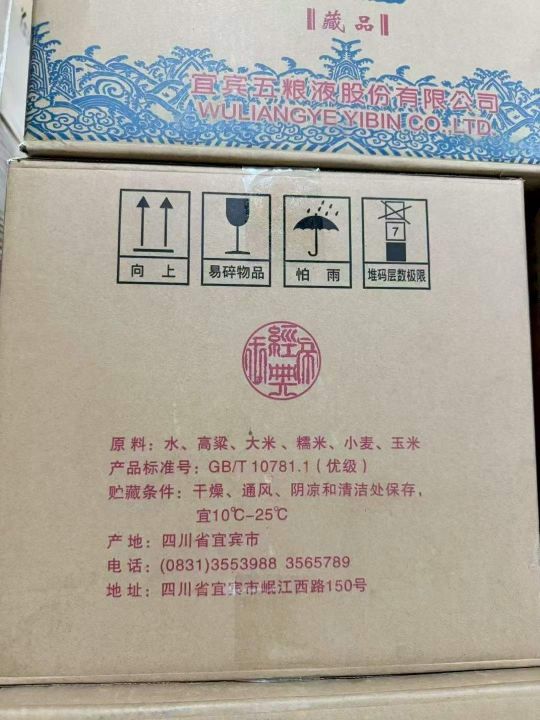 藏品
宜宾五粮液股份有限公司
WULIANGYE YIBIN CO.,LTD.
向上
易碎物品
怕雨
7
堆码层数极限
經典
原料：水、高粱、大米、糯米、小麦、玉米
产品标准号：GB/T 10781.1（优级）
贮藏条件：干燥、通风、阴凉和清洁处保存，
宜10℃-25℃
产地：四川省宜宾市
电话：(0831)3553988 3565789
地址：四川省宜宾市岷江西路150号